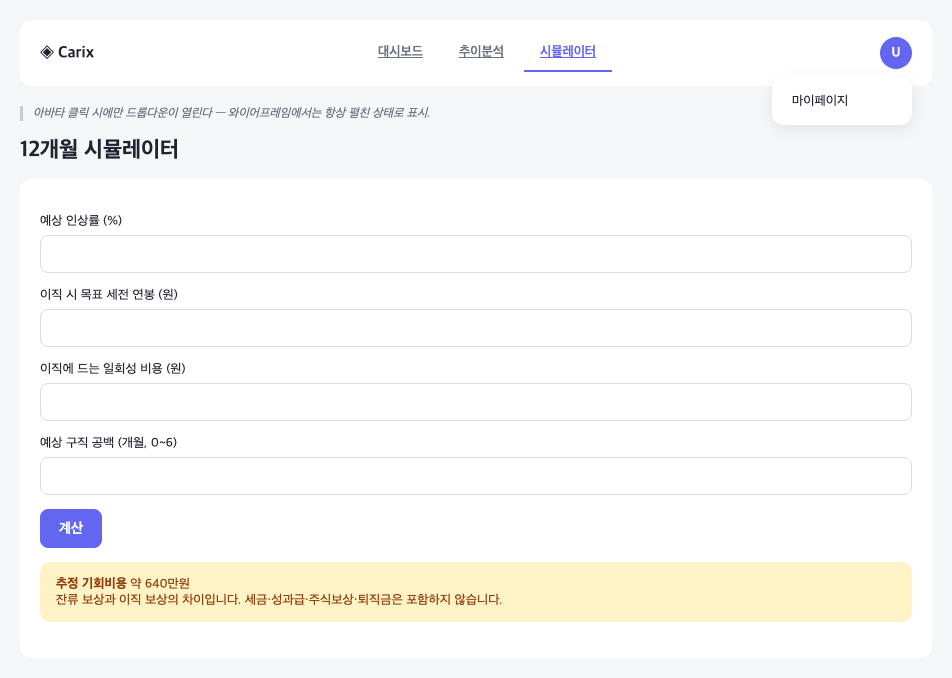 ◈ Carix
대시보드 추이분석 시뮬레이터
U
마이페이지
아바타 클릭 시에만 드롭다운이 열린다 — 와이어프레임에서는 항상 펼친 상태로 표시.
12개월 시뮬레이터
예상 인상률 (%)
이직 시 목표 세전 연봉 (원)
이직에 드는 일회성 비용 (원)
예상 구직 공백 (개월, 0~6)
계산
추정 기회비용 약 640만원
잔류 보상과 이직 보상의 차이입니다. 세금·성과급·주식보상·퇴직금은 포함하지 않습니다.